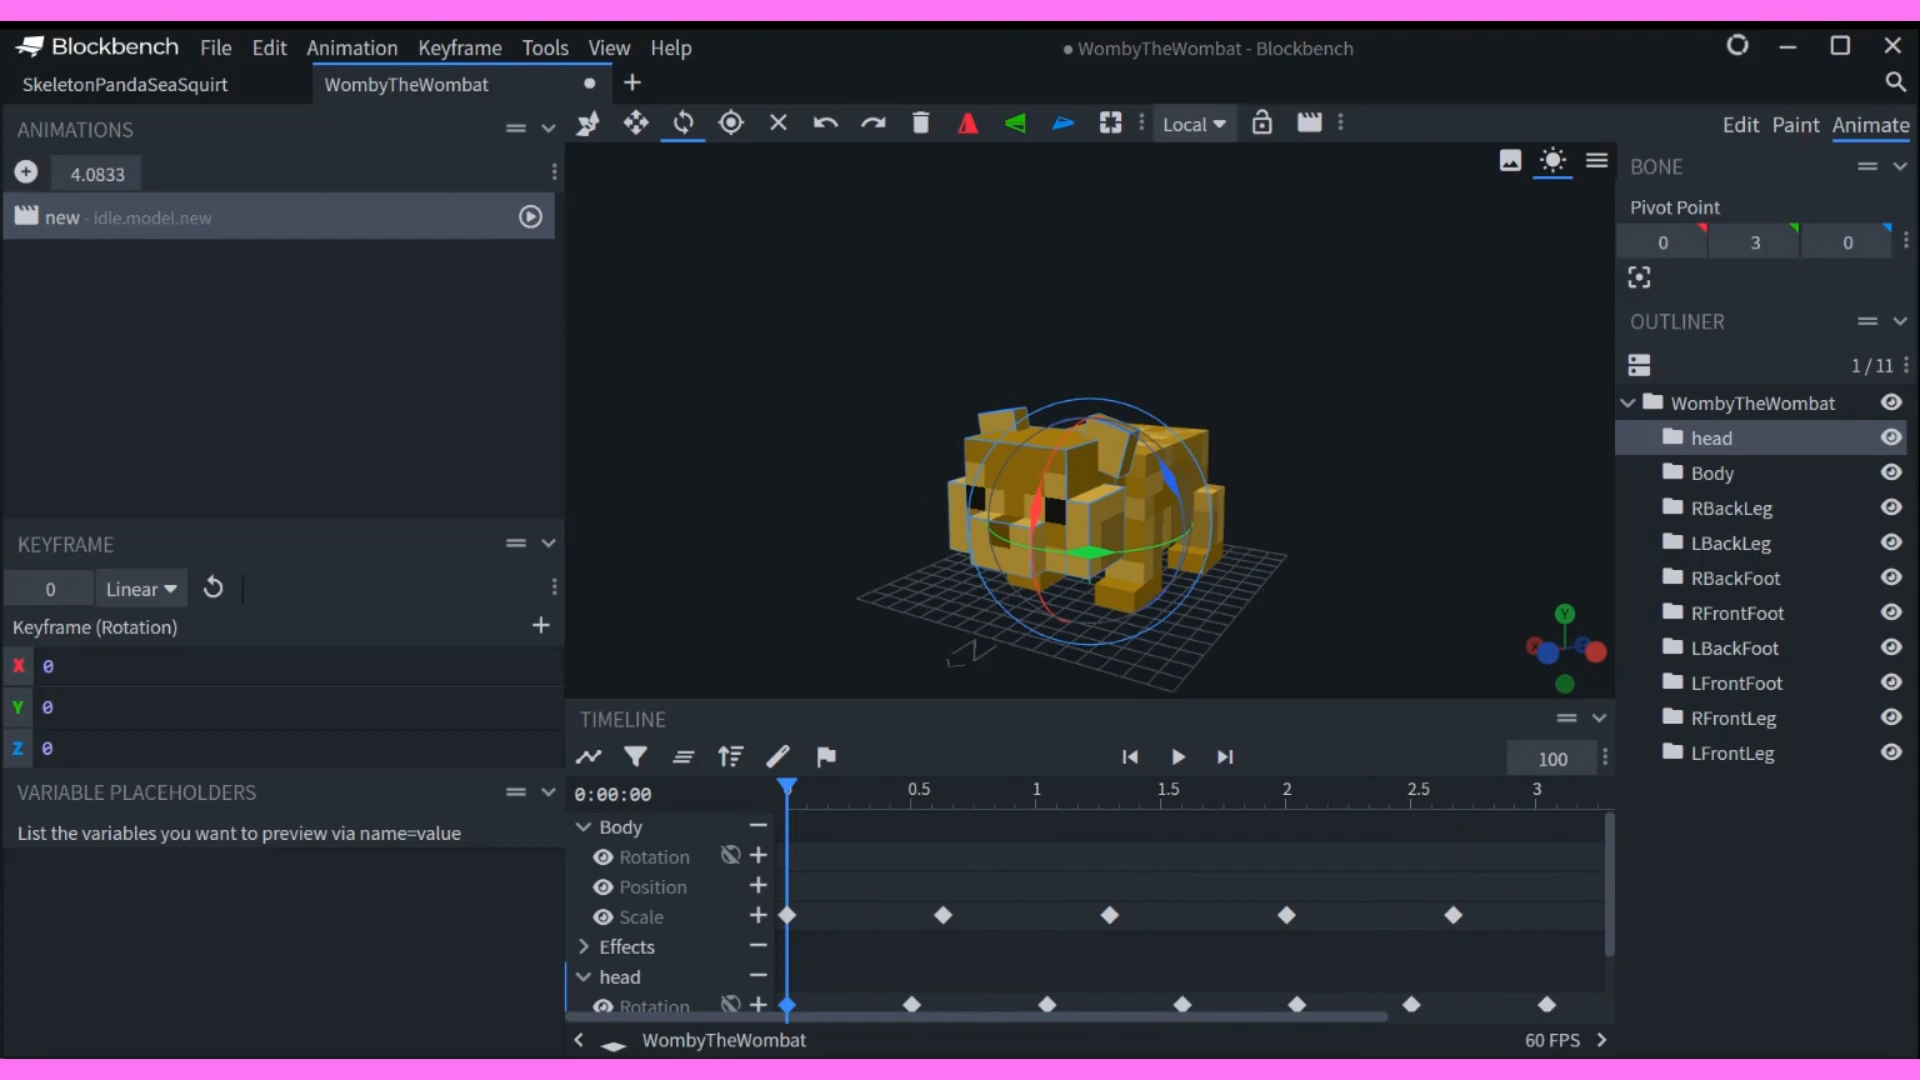 Blockbench File Edit Animation Keyframe Tools View Help
WombyTheWombat - Blockbench
SkeletonPandaSeaSquirt
WombyTheWombat
ANIMATIONS
4.0833
new - idle.model.new
Local
Edit Paint Animate
BONE
Pivot Point
0 3 0
OUTLINER
1 / 11
WombyTheWombat
head
Body
RBackLeg
LBackLeg
RBackFoot
RFrontFoot
LBackFoot
LFrontFoot
RFrontLeg
LFrontLeg
KEYFRAME
0 Linear
Keyframe (Rotation)
X 0
Y 0
Z 0
VARIABLE PLACEHOLDERS
List the variables you want to preview via name=value
Y
TIMELINE
100
0:00:00
0.5 1 1.5 2 2.5 3
Body
Rotation
Position
Scale
Effects
head
Rotation
WombyTheWombat
60 FPS